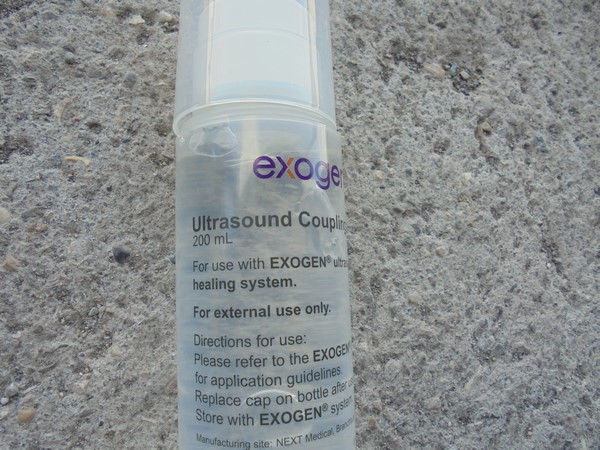 exogen
Ultrasound Coupling
200 mL
For use with EXOGEN® ultra
healing system.
For external use only.
Directions for use:
Please refer to the EXOGEN
for application guidelines.
Replace cap on bottle after
Store with EXOGEN® system
Manufacturing site: NEXT Medical,